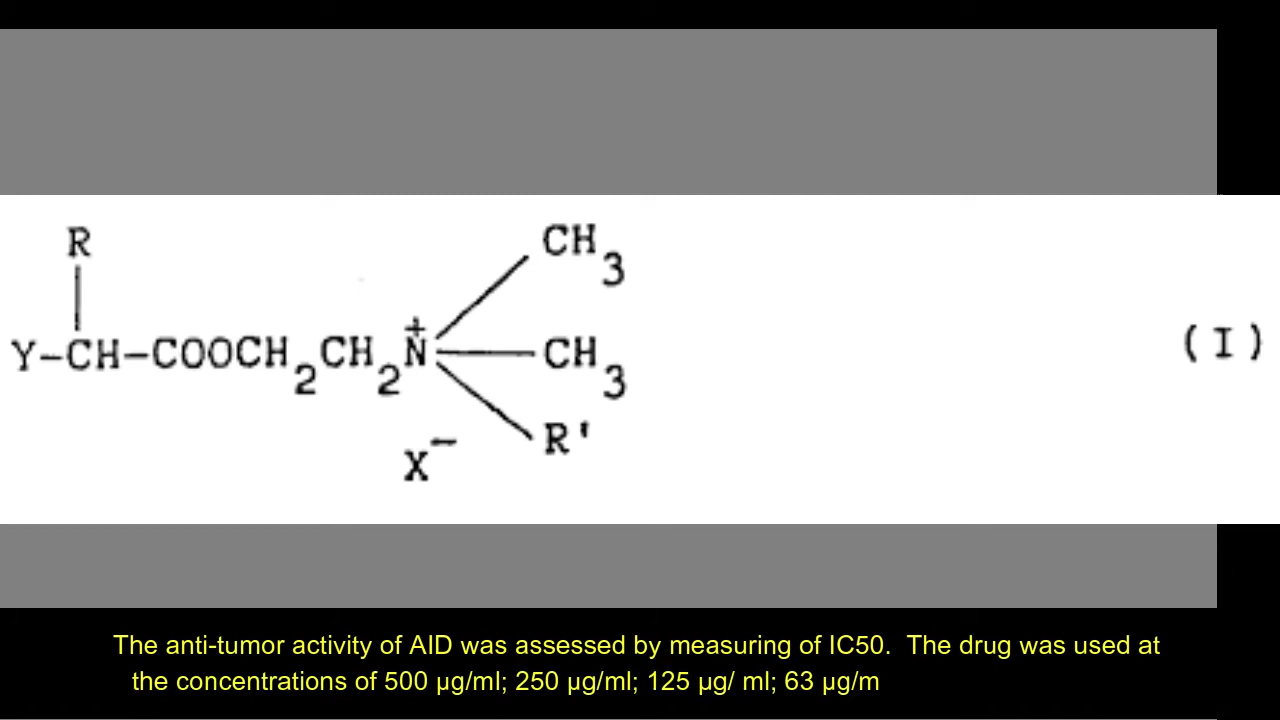 R
CH3
Y-CH-COOCH2CH2N+
CH3
(I)
R'
X-
The anti-tumor activity of AID was assessed by measuring of IC50.  The drug was used at
the concentrations of 500 µg/ml; 250 µg/ml; 125 µg/ ml; 63 µg/m